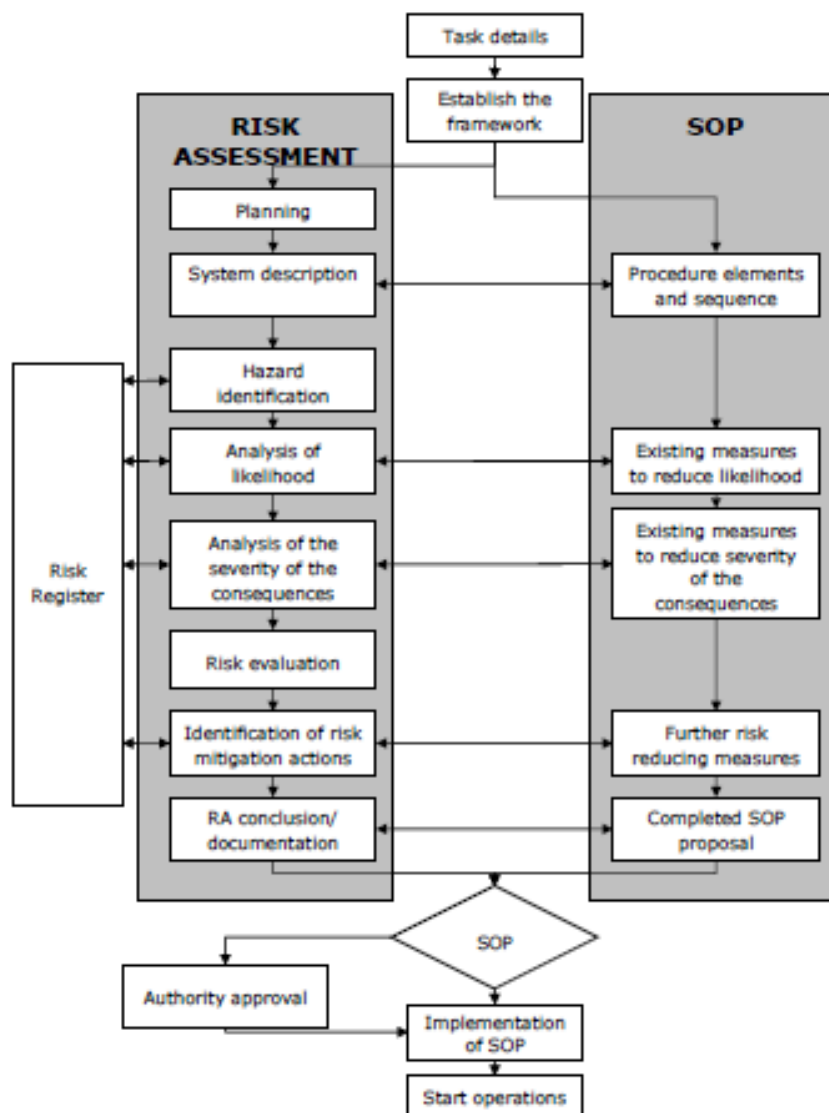 Task details
Establish the
framework
RISK
ASSESSMENT
SOP
Planning
System description
Procedure elements
and sequence
Hazard
identification
Analysis of
likelihood
Existing measures
to reduce likelihood
Analysis of the
severity of the
consequences
Existing measures
to reduce severity
of the
consequences
Risk
Register
Risk evaluation
Identification of risk
mitigation actions
Further risk
reducing measures
RA conclusion/
documentation
Completed SOP
proposal
SOP
Authority approval
Implementation
of SOP
Start operations